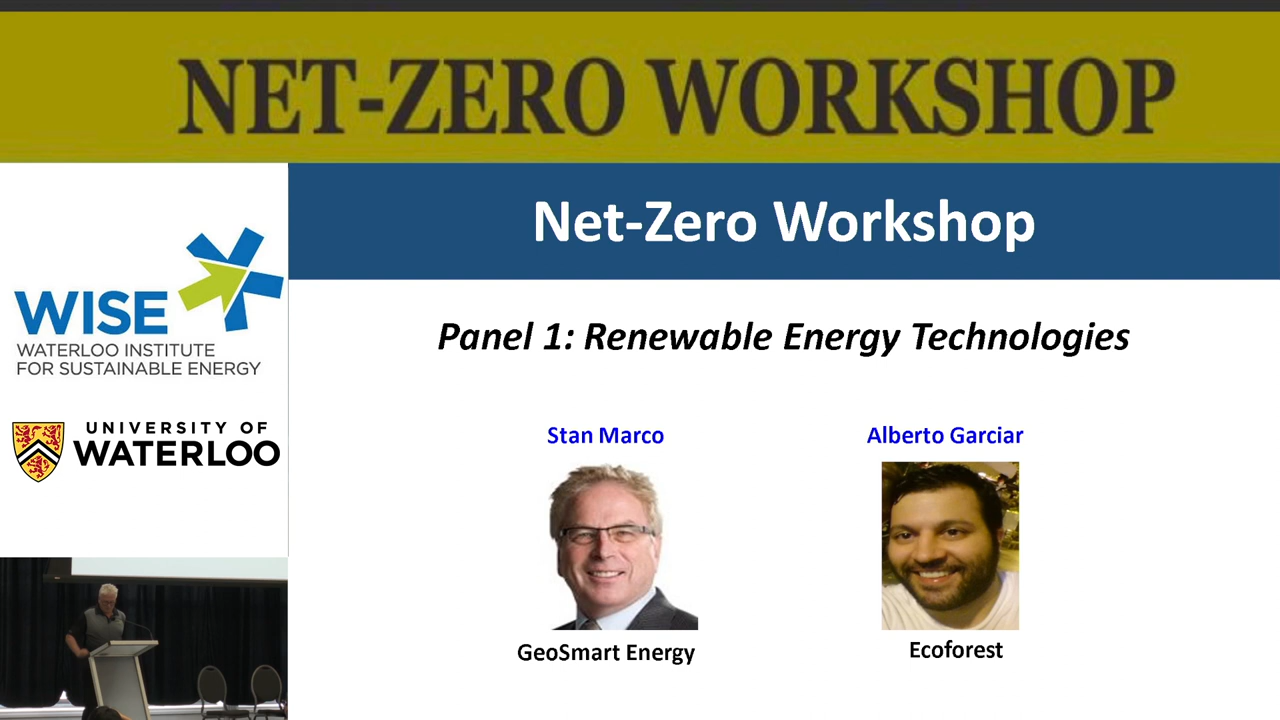 NET-ZERO WORKSHOP
Net-Zero Workshop
WISE
WATERLOO INSTITUTE
FOR SUSTAINABLE ENERGY
UNIVERSITY OF
WATERLOO
Panel 1: Renewable Energy Technologies
Stan Marco
Alberto Garciar
GeoSmart Energy
Ecoforest